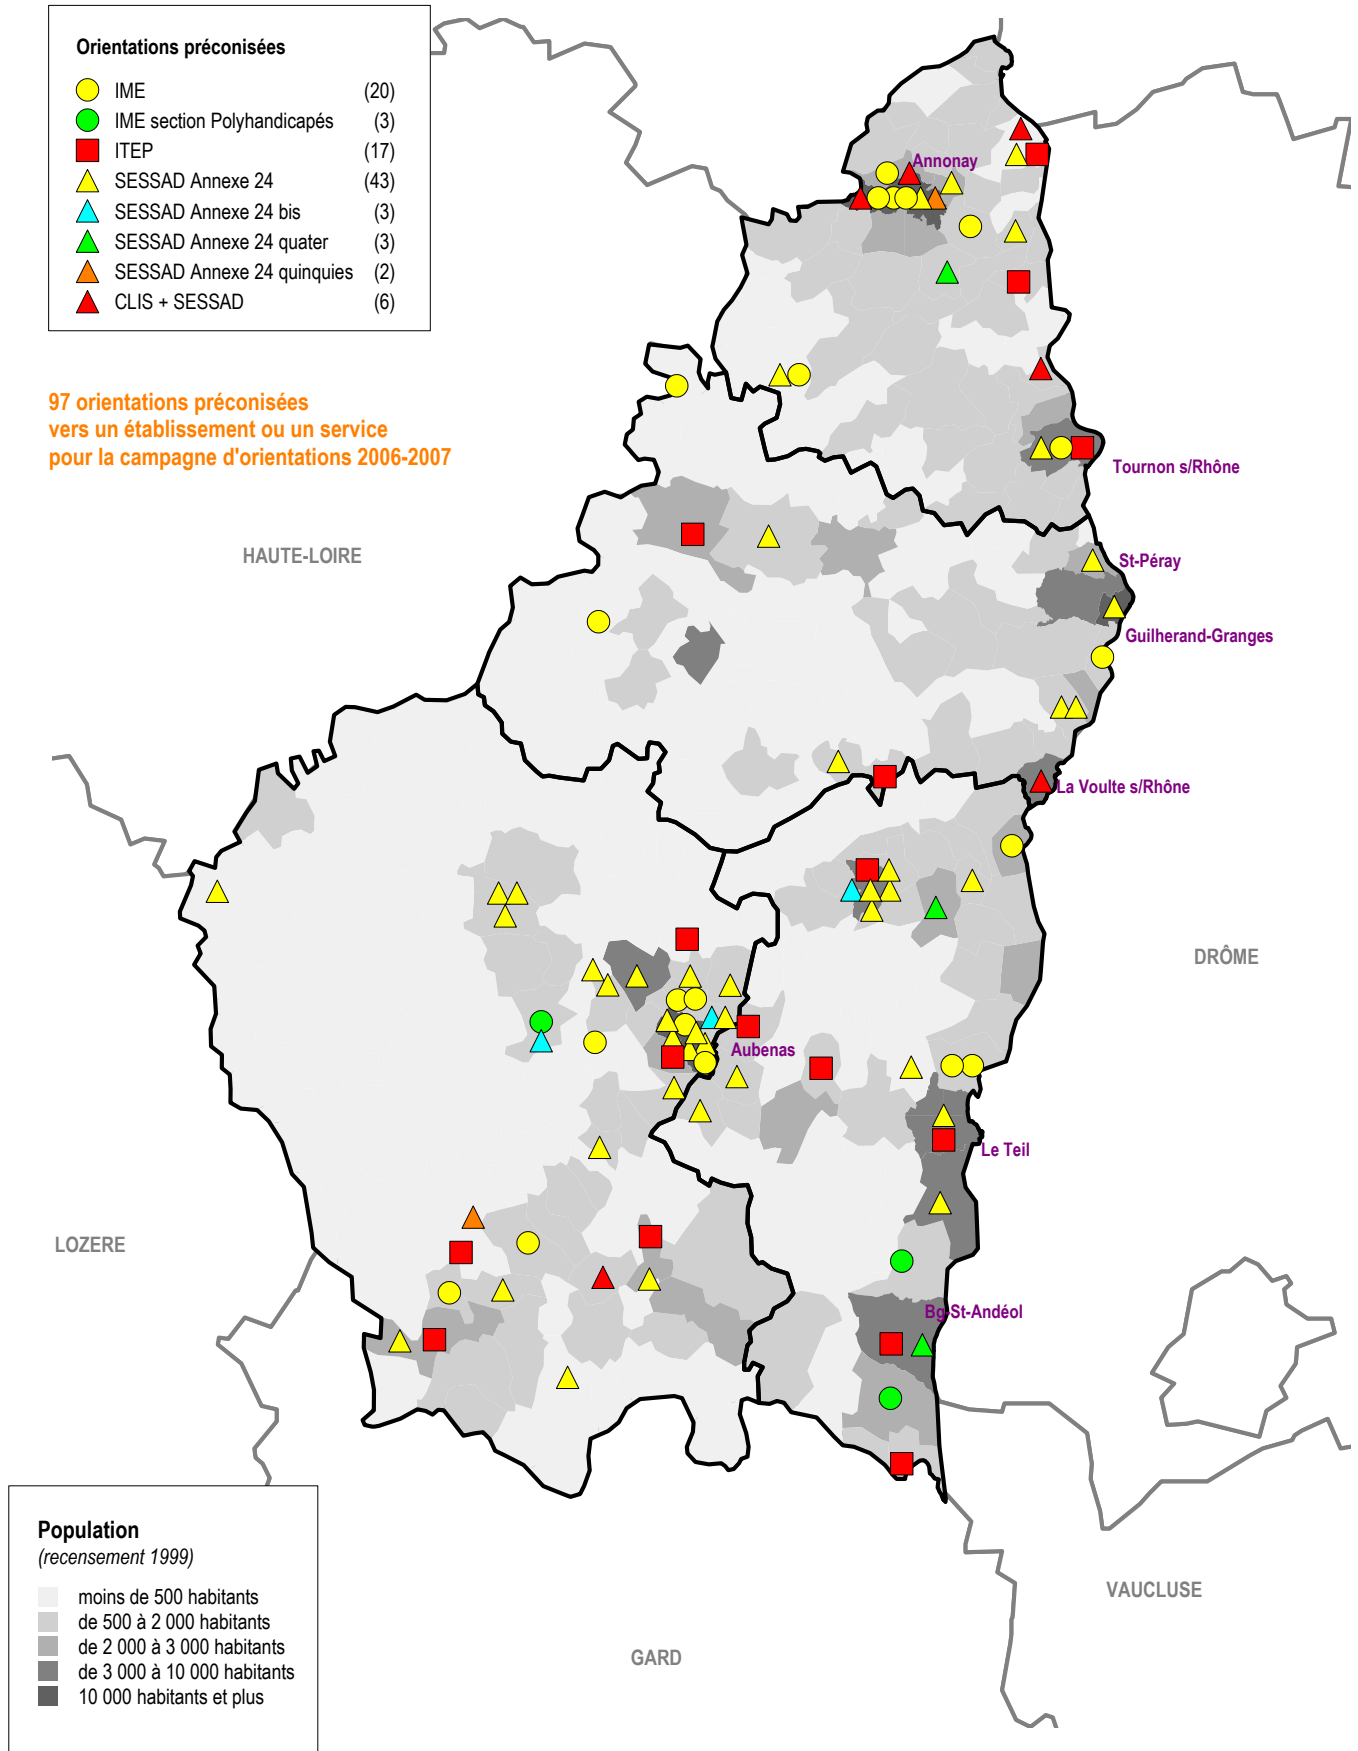 Orientations préconisées
IME (20)
IME section Polyhandicapés (3)
ITEP (17)
SESSAD Annexe 24 (43)
SESSAD Annexe 24 bis (3)
SESSAD Annexe 24 quater (3)
SESSAD Annexe 24 quinquies (2)
CLIS + SESSAD (6)
97 orientations préconisées
vers un établissement ou un service
pour la campagne d'orientations 2006-2007
Annonay
Tournon s/Rhône
HAUTE-LOIRE
St-Péray
Guilherand-Granges
La Voulte s/Rhône
DRÔME
Aubenas
Le Teil
LOZERE
Bg-St-Andéol
Population
(recensement 1999)
moins de 500 habitants
de 500 à 2 000 habitants
de 2 000 à 3 000 habitants
de 3 000 à 10 000 habitants
10 000 habitants et plus
VAUCLUSE
GARD